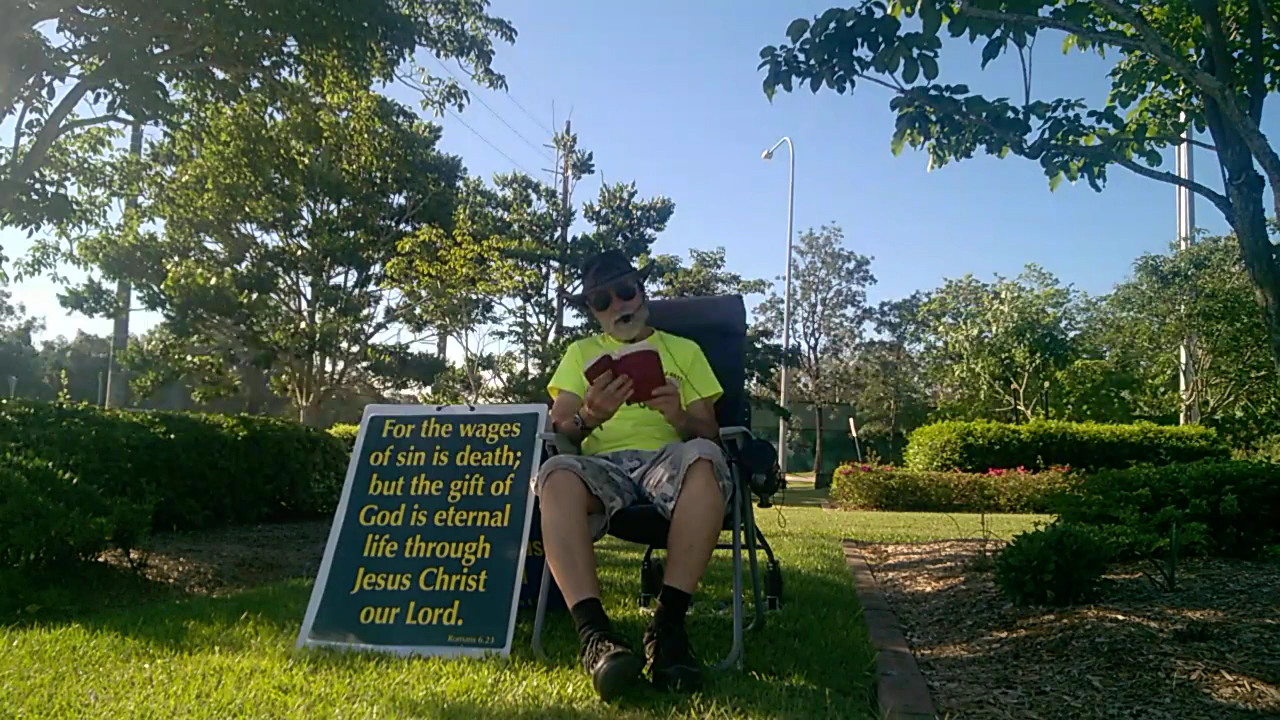 For the wages
of sin is death;
but the gift of
God is eternal
life through
Jesus Christ
our Lord.
Romans 6.23